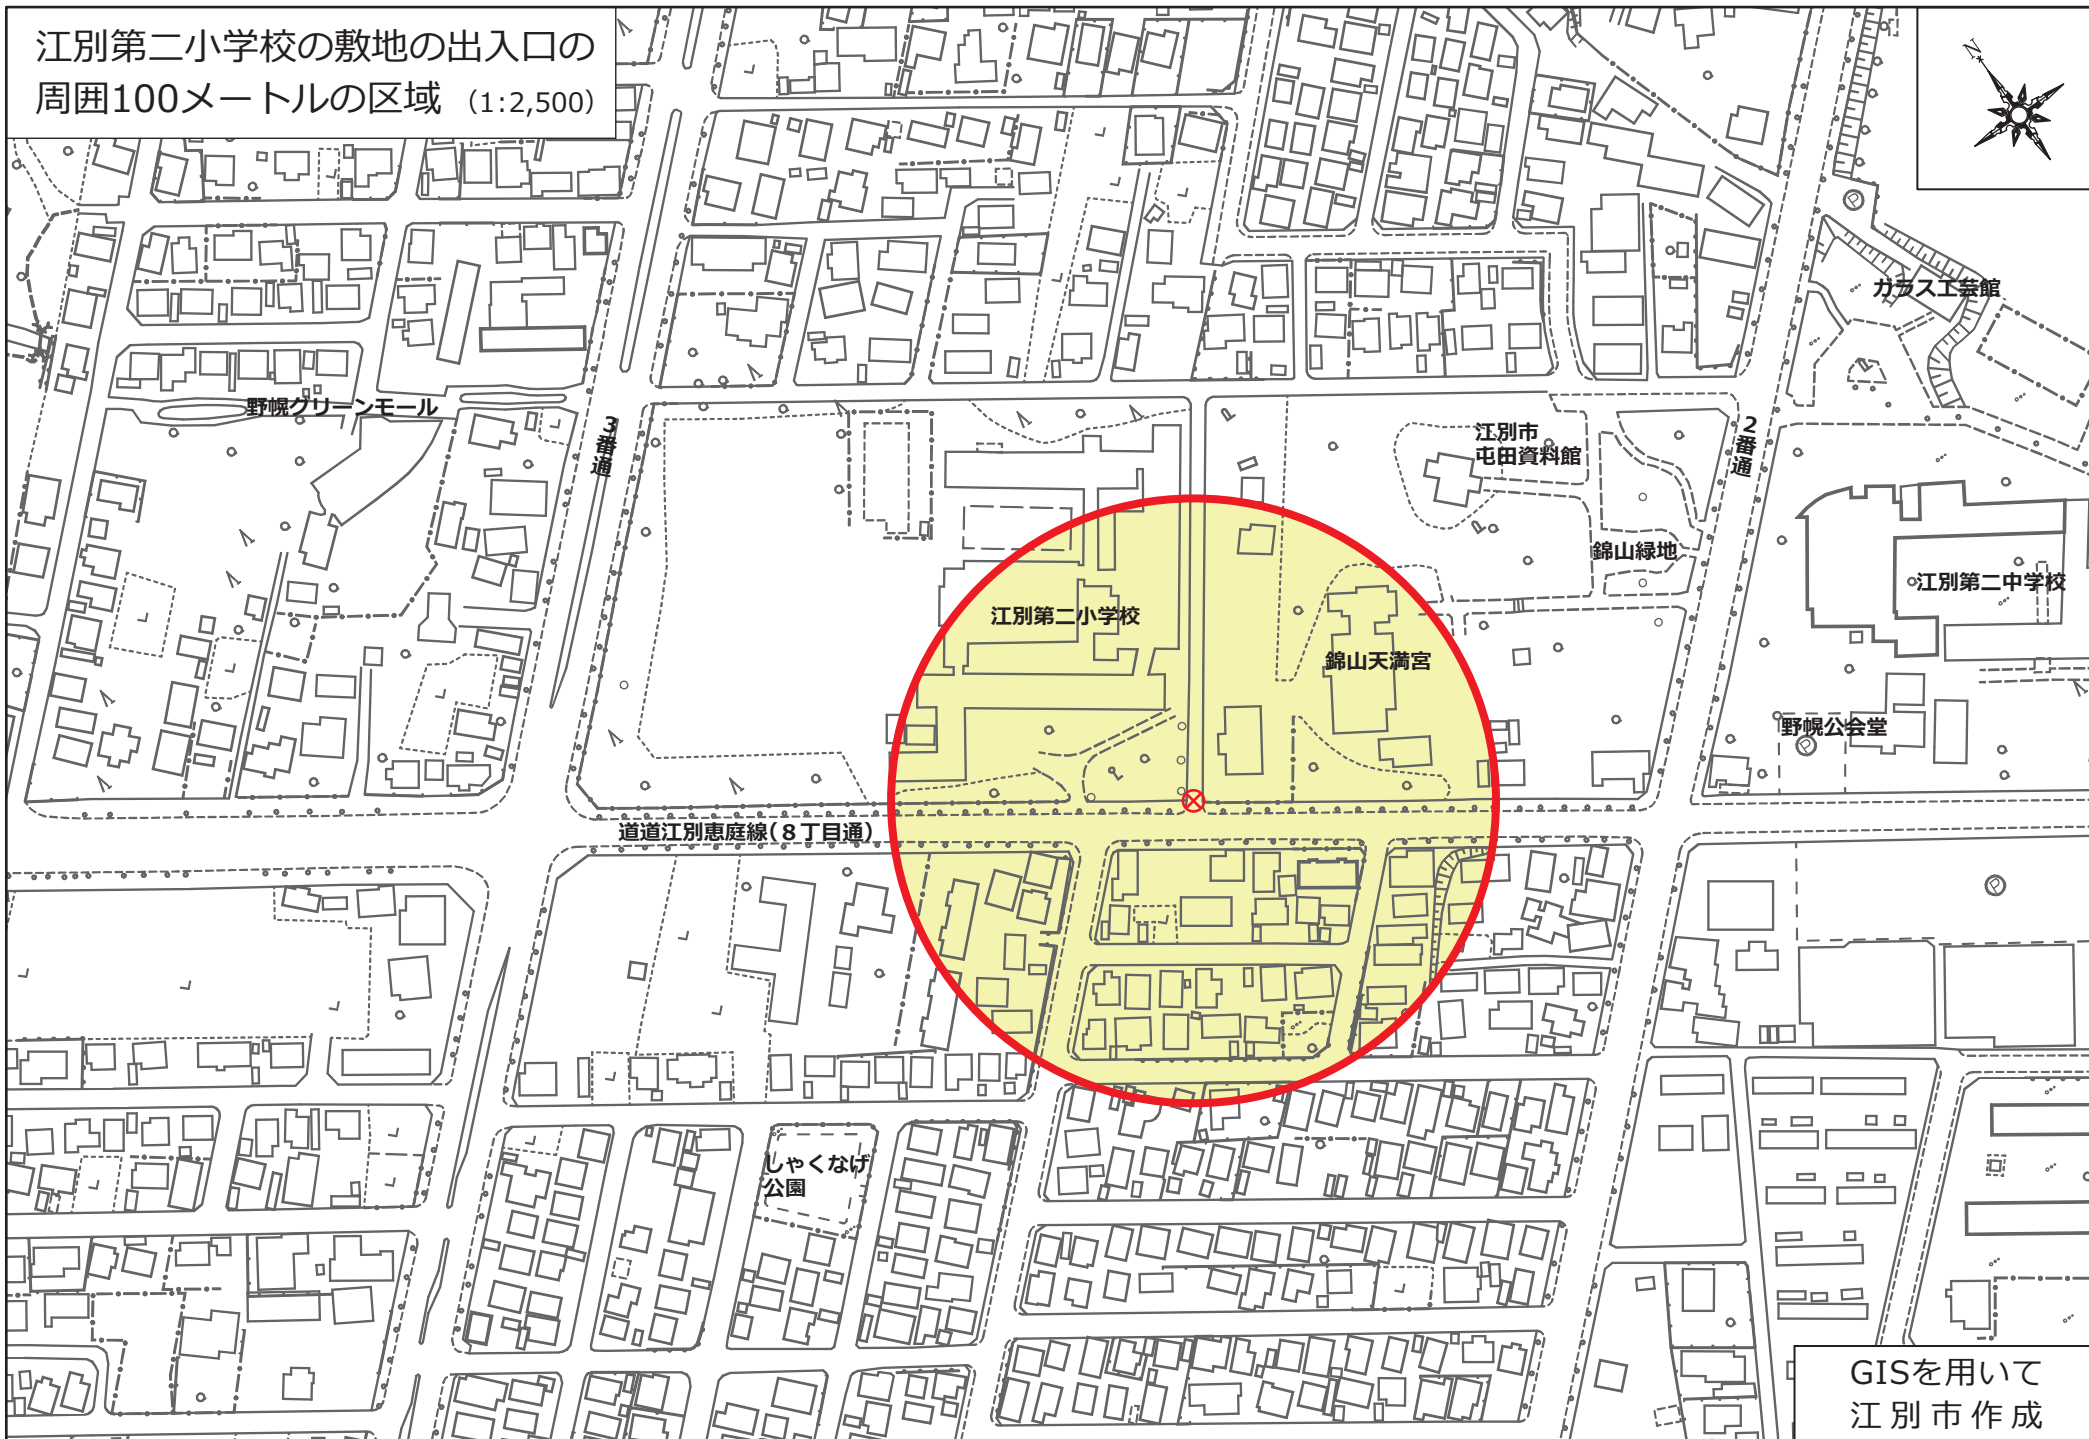 江別第二小学校の敷地の出入口の
周囲100メートルの区域 (1:2,500)
N
ガラス工芸館
野幌グリーンモール
3番通
江別市
屯田資料館
2番通
錦山緑地
江別第二中学校
江別第二小学校
錦山天満宮
野幌公会堂
道道江別恵庭線(8丁目通)
しゃくなげ
公園
P
P
P
GISを用いて
江別市作成